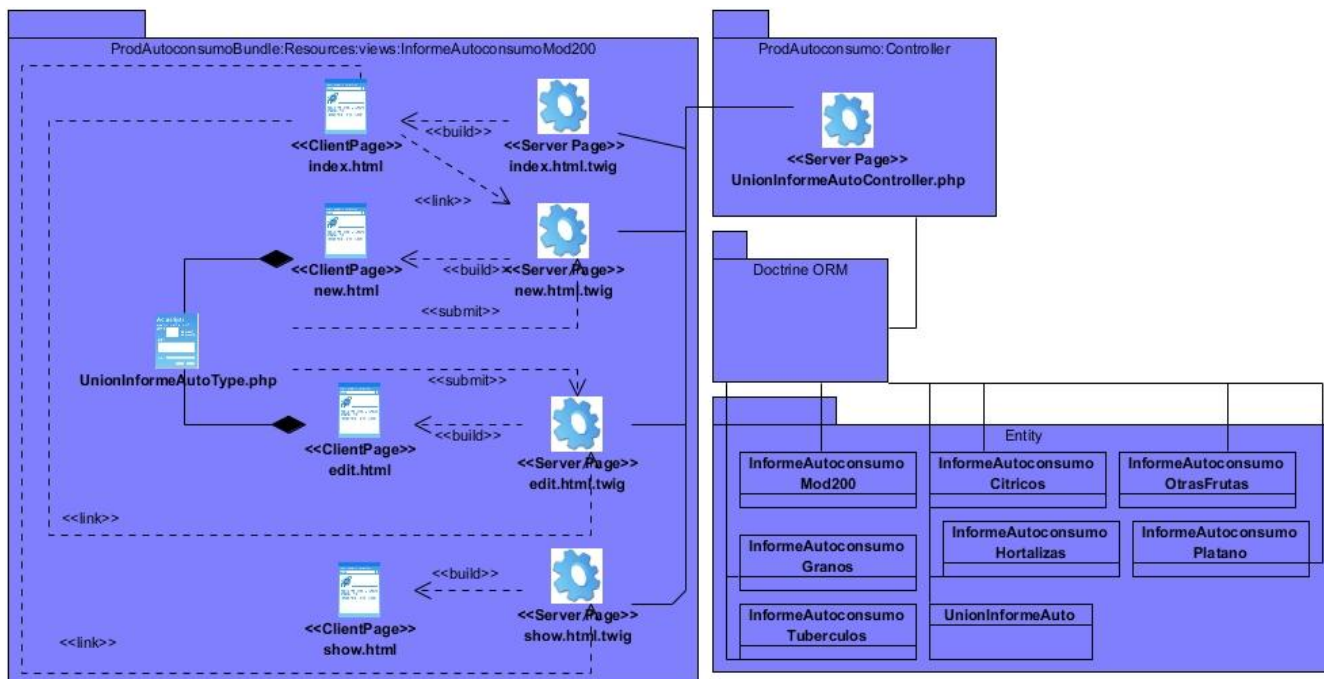 ProdAutoconsumoBundle:Resources:views:InformeAutoconsumoMod200
<<ClientPage>>
index.html
<<build>>
<<Server Page>>
index.html.twig
<<link>>
<<ClientPage>>
new.html
<<build>>
<<Server Page>>
new.html.twig
<<submit>>
UnionInformeAutoType.php
<<submit>>
<<ClientPage>>
edit.html
<<build>>
<<Server Page>>
edit.html.twig
<<link>>
<<build>>
<<ClientPage>>
show.html
<<Server Page>>
show.html.twig
<<link>>
ProdAutoconsumo:Controller
<<Server Page>>
UnionInformeAutoController.php
Doctrine ORM
Entity
InformeAutoconsumo
Mod200
InformeAutoconsumo
Citricos
InformeAutoconsumo
OtrasFrutas
InformeAutoconsumo
Granos
InformeAutoconsumo
Hortalizas
InformeAutoconsumo
Platano
InformeAutoconsumo
Tuberculos
UnionInformeAuto